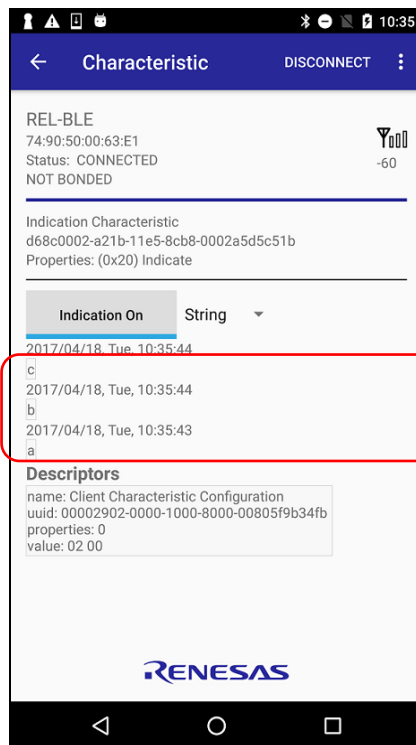 10:35
Characteristic DISCONNECT
REL-BLE
74:90:50:00:63:E1
Status: CONNECTED
NOT BONDED
-60
Indication Characteristic
d68c0002-a21b-11e5-8cb8-0002a5d5c51b
Properties: (0x20) Indicate
Indication On String
2017/04/18, Tue, 10:35:44
c
2017/04/18, Tue, 10:35:44
b
2017/04/18, Tue, 10:35:43
a
Descriptors
name: Client Characteristic Configuration
uuid: 00002902-0000-1000-8000-00805f9b34fb
properties: 0
value: 02 00
RENESAS